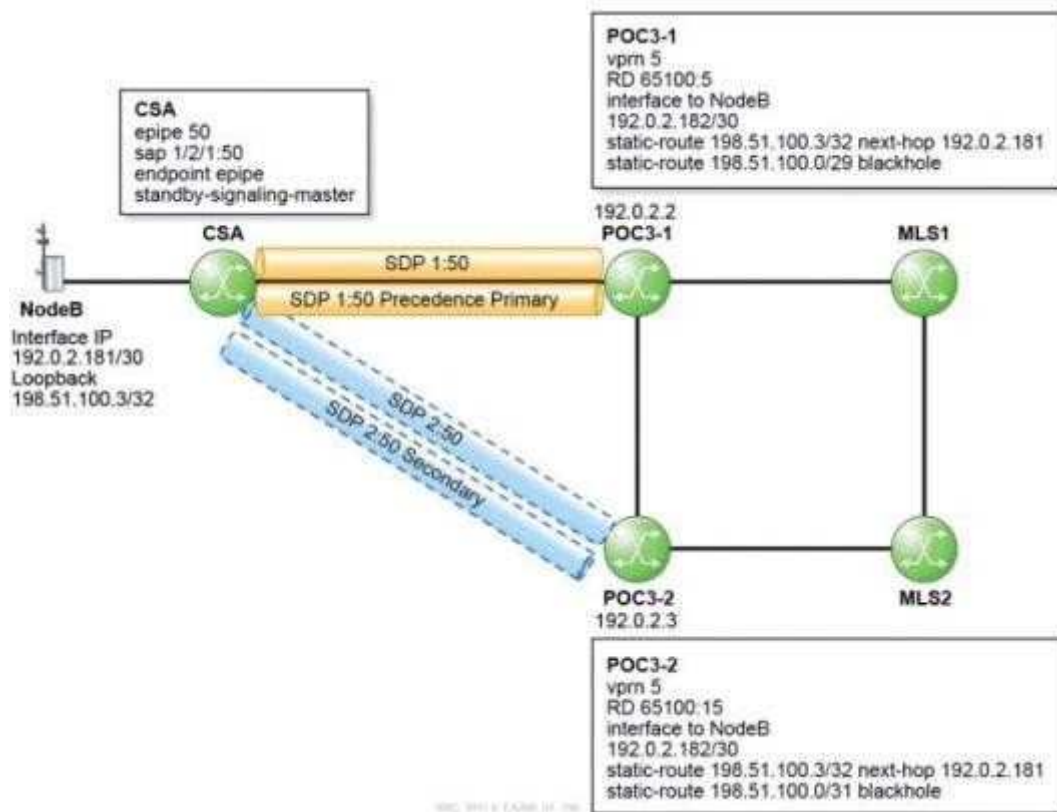 POC3-1
vprn 5
RD 65100:5
interface to NodeB
192.0.2.182/30
static-route 198.51.100.3/32 next-hop 192.0.2.181
static-route 198.51.100.0/29 blackhole
CSA
epipe 50
sap 1/2/1:50
endpoint epipe
standby-signaling-master
192.0.2.2
CSA
POC3-1
MLS1
SDP 1:50
SDP 1:50 Precedence Primary
NodeB
Interface IP
192.0.2.181/30
Loopback
198.51.100.3/32
SDP 2:50
SDP 2:50 Secondary
POC3-2
MLS2
192.0.2.3
POC3-2
vprn 5
RD 65100:15
interface to NodeB
192.0.2.182/30
static-route 198.51.100.3/32 next-hop 192.0.2.181
static-route 198.51.100.0/31 blackhole